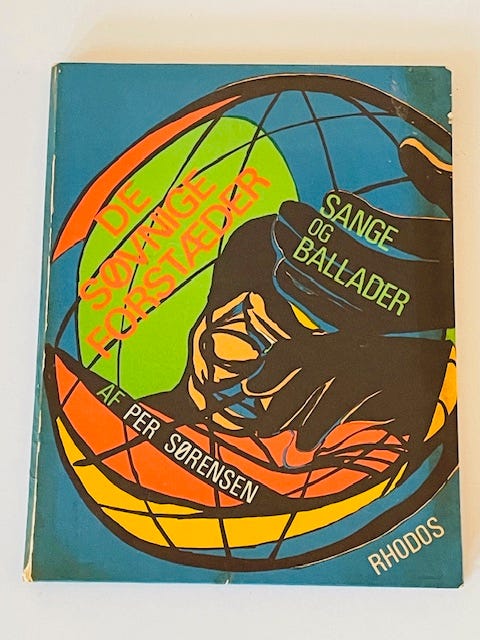 DE
SØVNIGE
FORSTÆDER
SANGE
OG
BALLADER
AF PER SØRENSEN
RHODOS